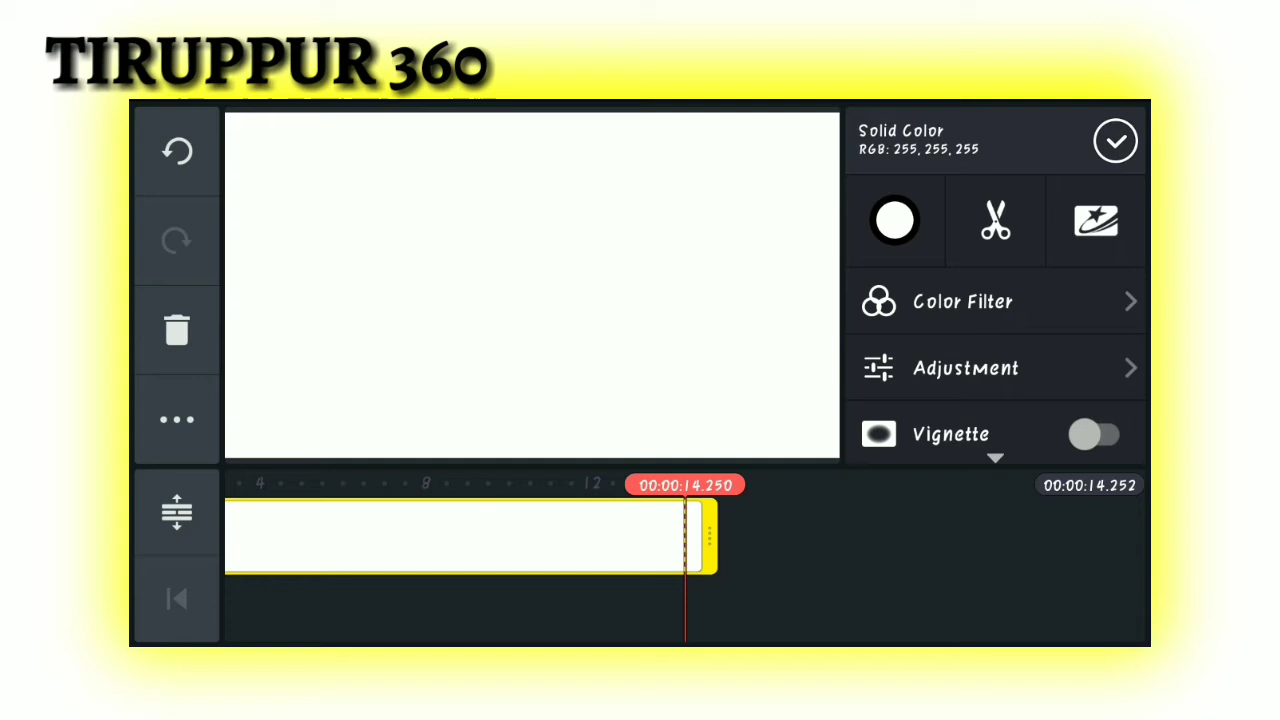 TIRUPPUR 360
Solid Color
RGB: 255, 255, 255
Color Filter
Adjustment
Vignette
4 8 12 00:00:14.250 00:00:14.252